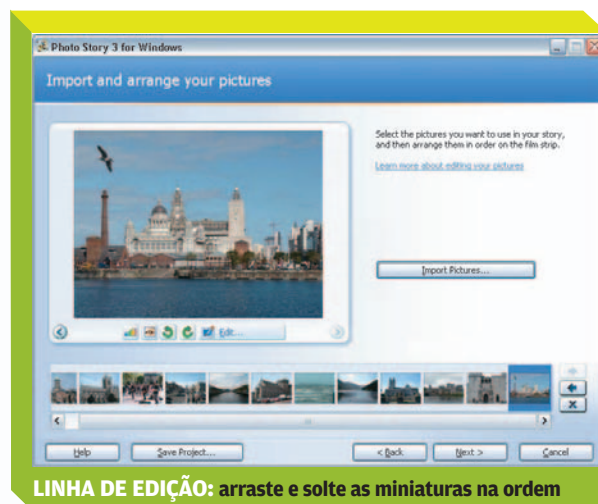 Photo Story 3 for Windows
Import and arrange your pictures
Select the pictures you want to use in your story,
and then arrange them in order on the film strip.
Learn more about editing your pictures
Import Pictures...
Edit...
Help
Save Project...
< Back
Next >
Cancel
LINHA DE EDIÇÃO: arraste e solte as miniaturas na ordem